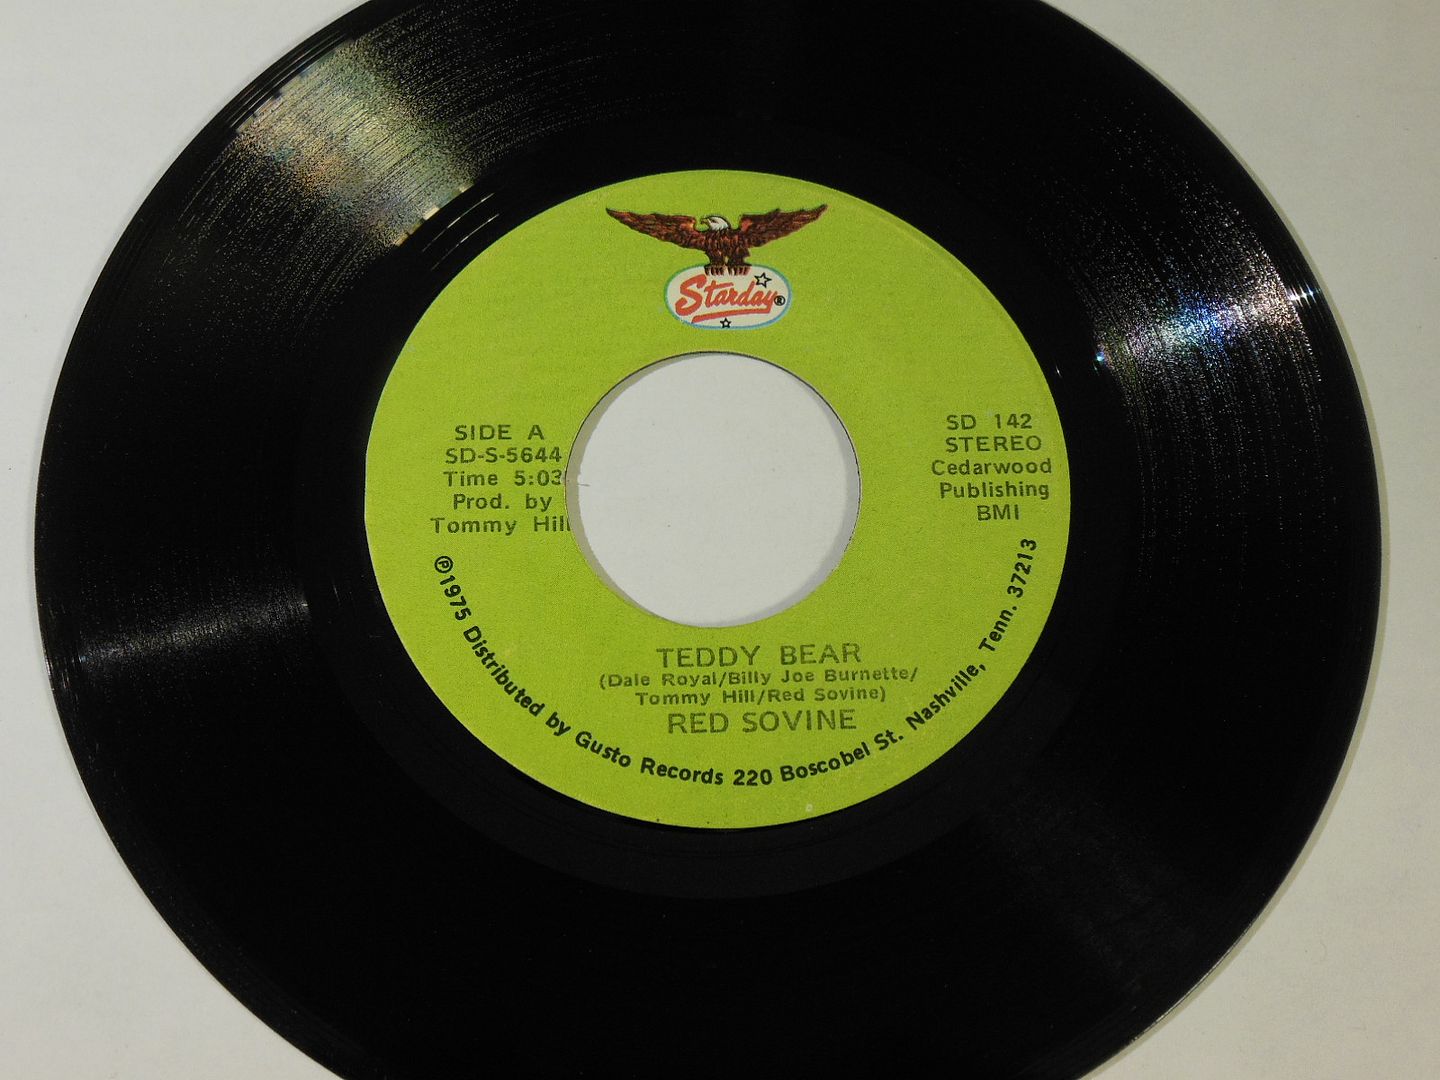 Starday®
SIDE A
SD-S-5644
Time 5:03
Prod. by
Tommy Hill
SD 142
STEREO
Cedarwood
Publishing
BMI
TEDDY BEAR
(Dale Royal/Billy Joe Burnette/
Tommy Hill/Red Sovine)
RED SOVINE
℗1975 Distributed by Gusto Records 220 Boscobel St. Nashville, Tenn. 37213